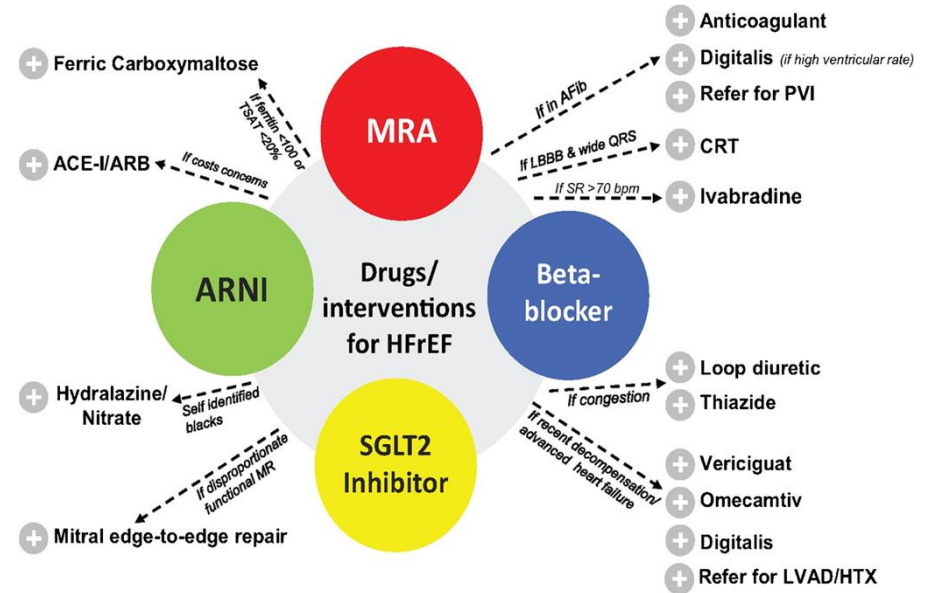 Anticoagulant
Ferric Carboxymaltose
Digitalis (if high ventricular rate)
Refer for PVI
If in AFib
If ferritin <100 or
TSAT <20%
MRA
CRT
If LBBB & wide QRS
ACE-I/ARB
If costs concerns
Ivabradine
If SR >70 bpm
ARNI
Drugs/
interventions
for HFrEF
Beta-
blocker
Hydralazine/
Nitrate
Self identified
blacks
Loop diuretic
Thiazide
If congestion
SGLT2
Inhibitor
If disproportionate
functional MR
Mitral edge-to-edge repair
If recent decompensation/
advanced heart failure
Vericiguat
Omecamtiv
Digitalis
Refer for LVAD/HTX